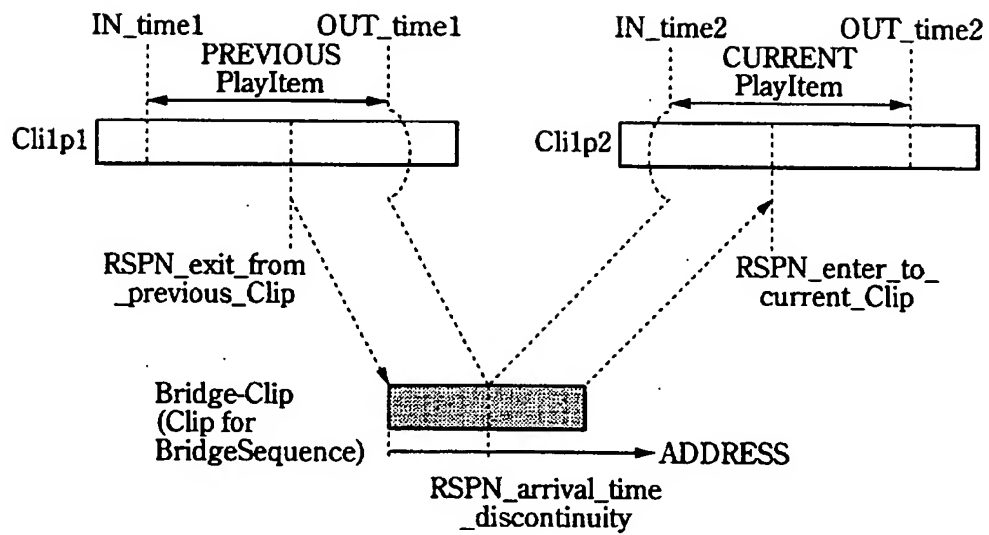 IN_time1
OUT_time1
IN_time2
OUT_time2
PREVIOUS
PlayItem
CURRENT
PlayItem
Cli1p1
Cli1p2
RSPN_exit_from
_previous_Clip
RSPN_enter_to_
current_Clip
Bridge-Clip
(Clip for
BridgeSequence)
ADDRESS
RSPN_arrival_time
_discontinuity